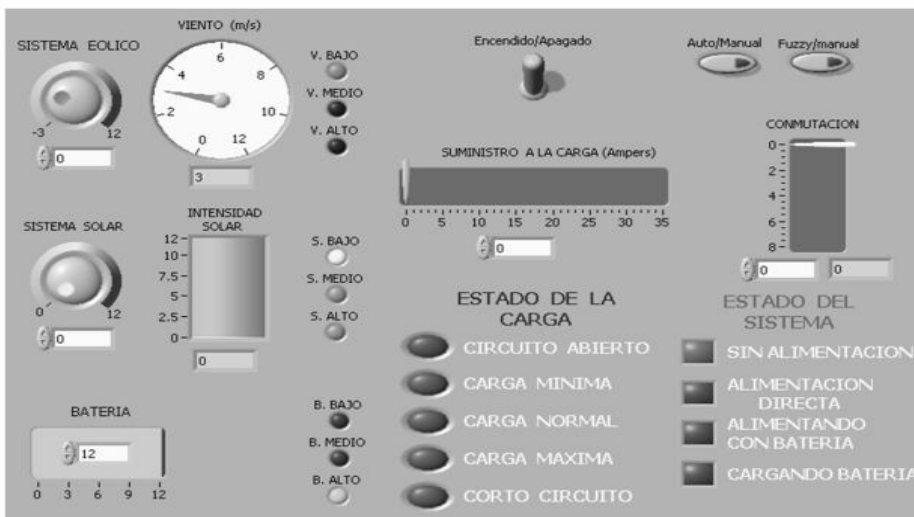 SISTEMA EOLICO
-3
12
0
VIENTO (m/s)
0
2
4
6
8
10
12
3
V. BAJO
V. MEDIO
V. ALTO
Encendido/Apagado
Auto/Manual
Fuzzy/manual
SUMINISTRO A LA CARGA (Ampers)
0 5 10 15 20 25 30 35
0
CONMUTACION
0
2
4
6
8
0
0
SISTEMA SOLAR
0
12
0
INTENSIDAD
SOLAR
12
10
7.5
5
2.5
0
0
S. BAJO
S. MEDIO
S. ALTO
BATERIA
12
0 3 6 9 12
B. BAJO
B. MEDIO
B. ALTO
ESTADO DE LA
CARGA
CIRCUITO ABIERTO
CARGA MINIMA
CARGA NORMAL
CARGA MAXIMA
CORTO CIRCUITO
ESTADO DEL
SISTEMA
SIN ALIMENTACION
ALIMENTACION
DIRECTA
ALIMENTANDO
CON BATERIA
CARGANDO BATERIA